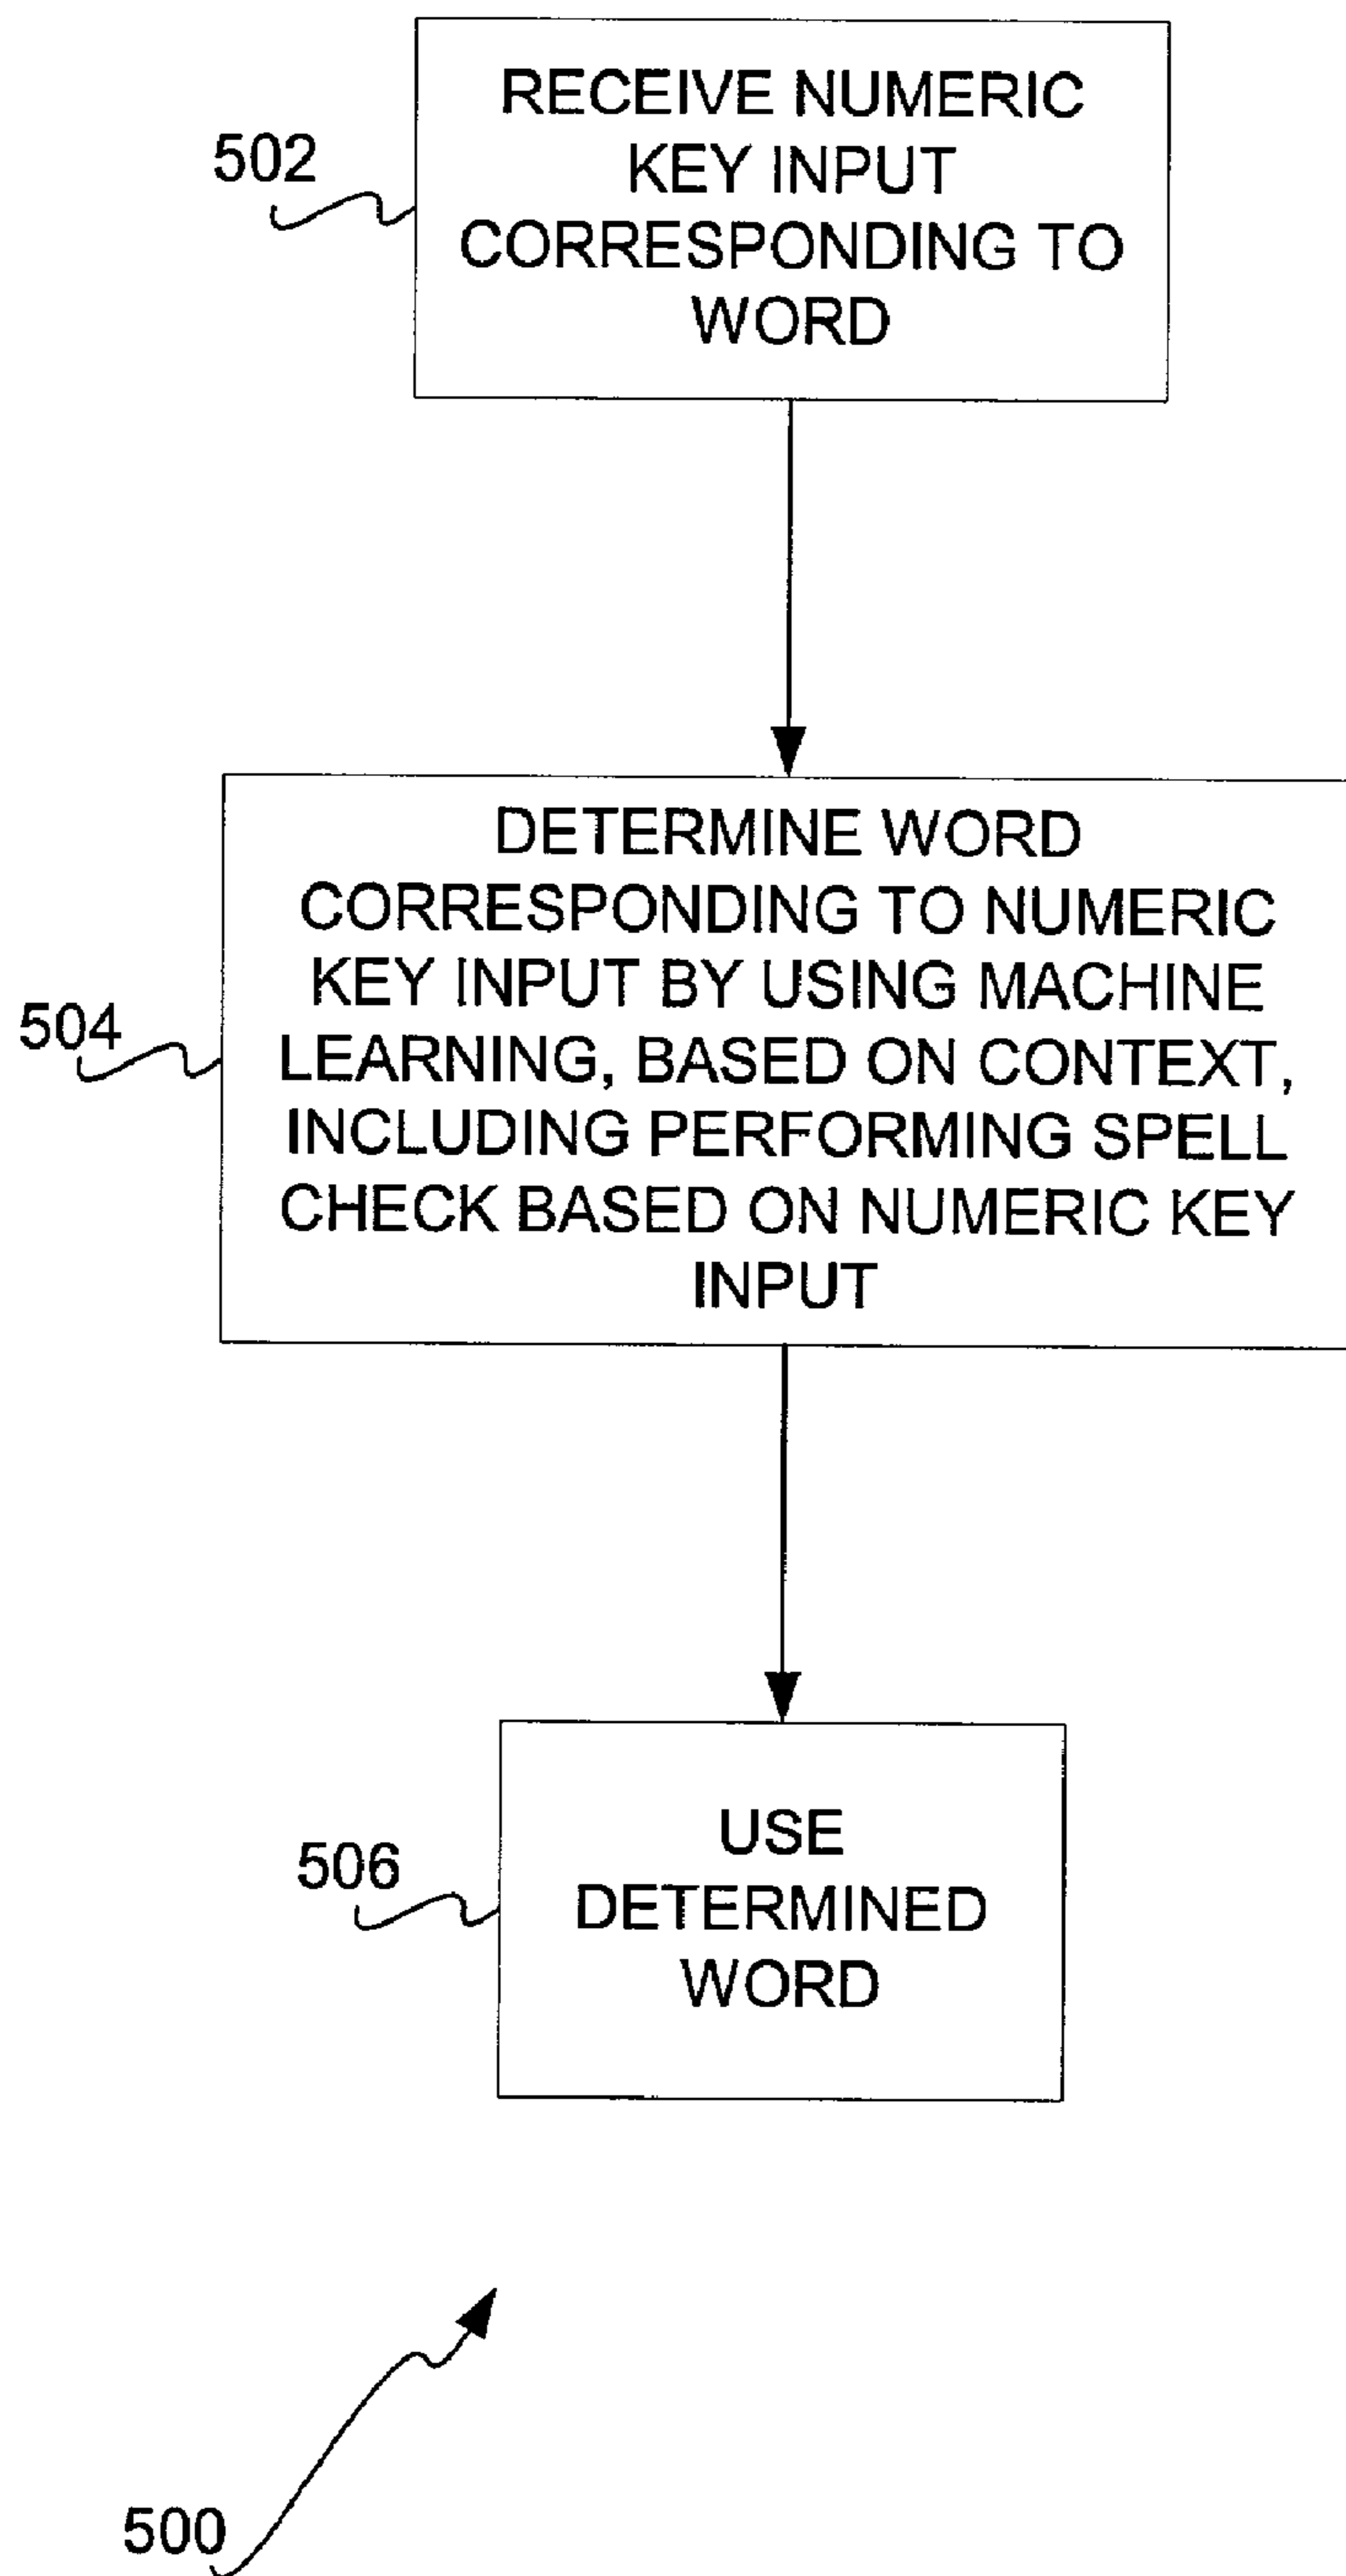 RECEIVE NUMERIC
KEY INPUT
CORRESPONDING TO
WORD
502
DETERMINE WORD
CORRESPONDING TO NUMERIC
KEY INPUT BY USING MACHINE
LEARNING, BASED ON CONTEXT,
INCLUDING PERFORMING SPELL
CHECK BASED ON NUMERIC KEY
INPUT
504
USE
DETERMINED
WORD
506
500